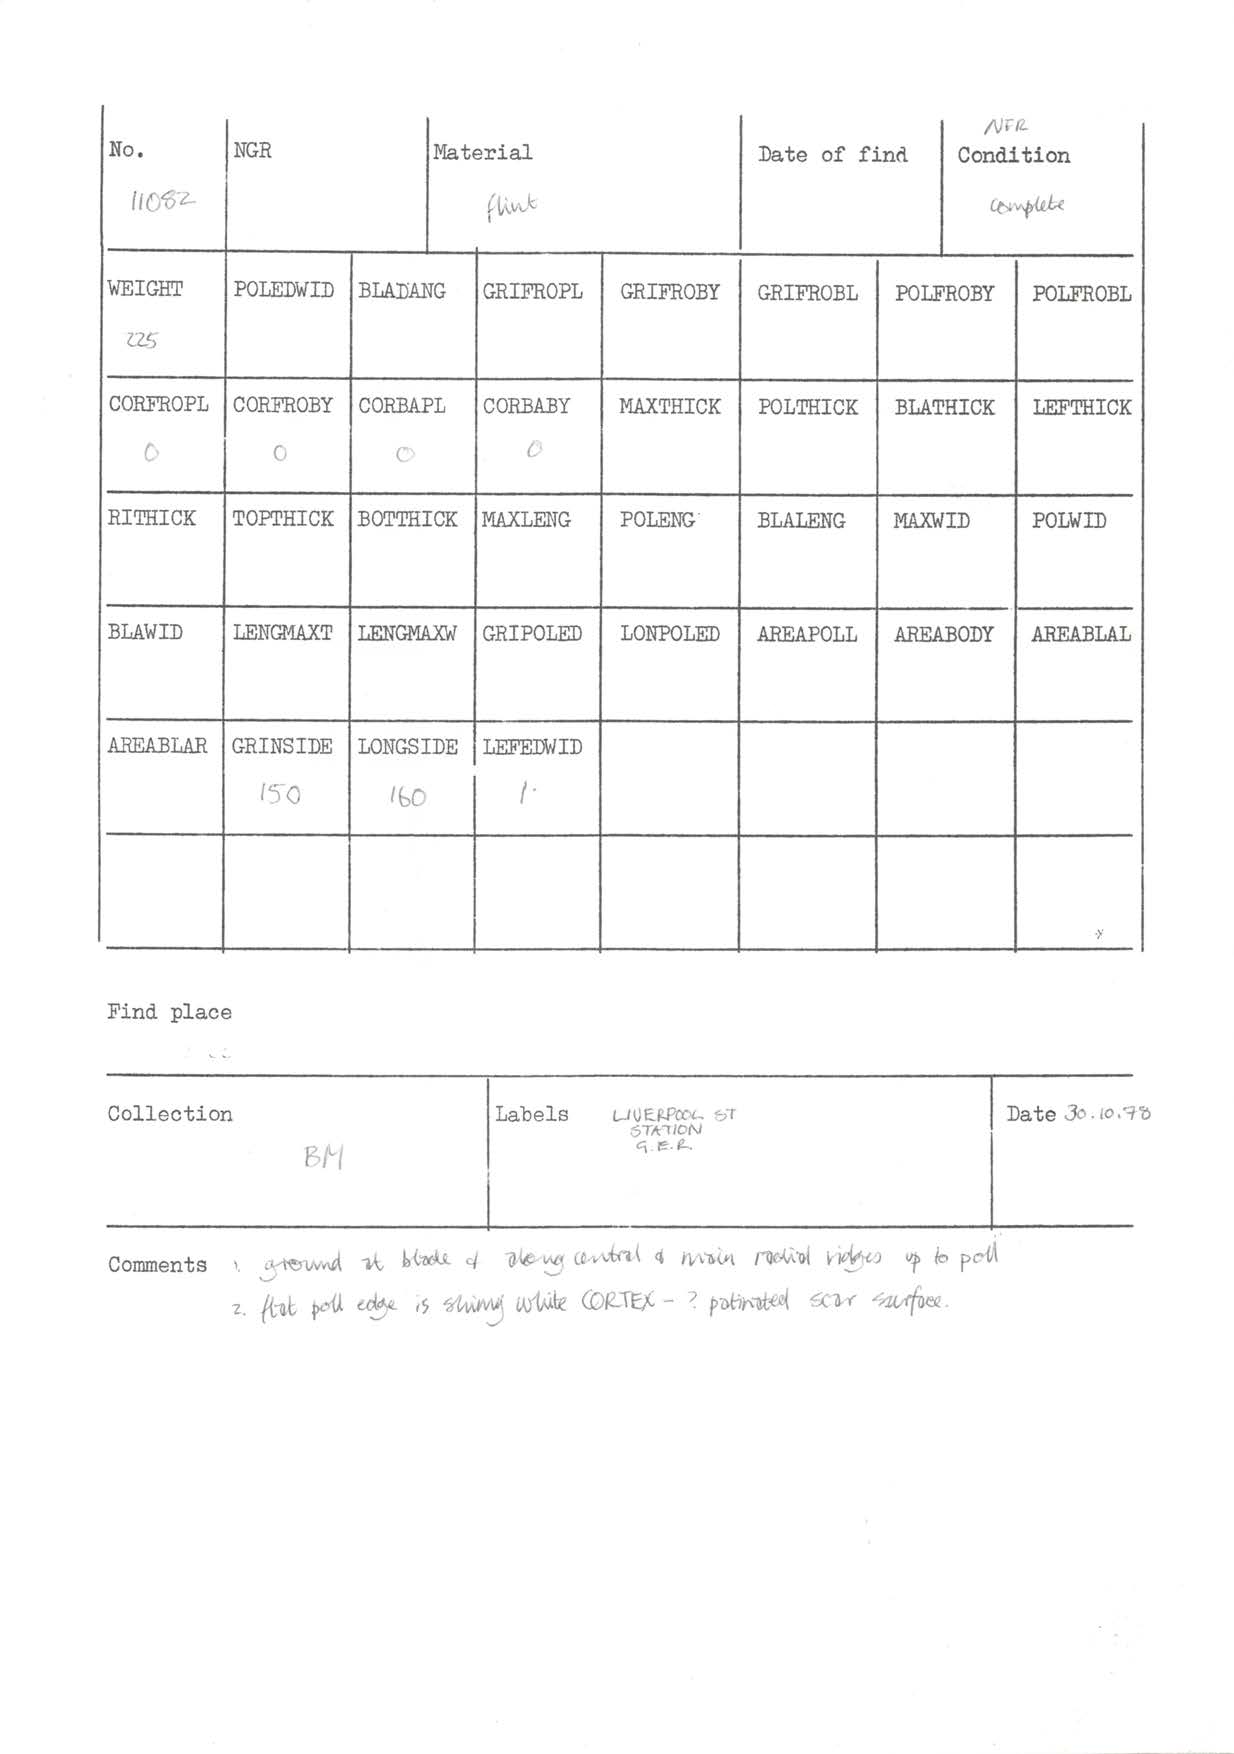 NFR
No. NGR Material Date of find Condition
11082 flint complete
WEIGHT POLEDWID BLADANG GRIFROPL GRIFROBY GRIFROBL POLFROBY POLFROBL
225
CORFROPL CORFROBY CORBAPL CORBABY MAXTHICK POLTHICK BLATHICK LEFTHICK
0 0 0 0
RITHICK TOPTHICK BOTTHICK MAXLENG POLENG BLALENG MAXWID POLWID
BLAWID LENGMAXT LENGMAXW GRIPOLED LONPOLED AREAPOLL AREABODY AREABLAL
AREABLAR GRINSIDE LONGSIDE LEFEDWID
150 160 1.
Find place
Collection Labels LIVERPOOL ST Date 30.10.78
STATION
BM G.E.R.
Comments 1. ground at blade & along central & main radial ridges up to poll
2. flat poll edge is shiny white CORTEX - ? patinated scar surface.